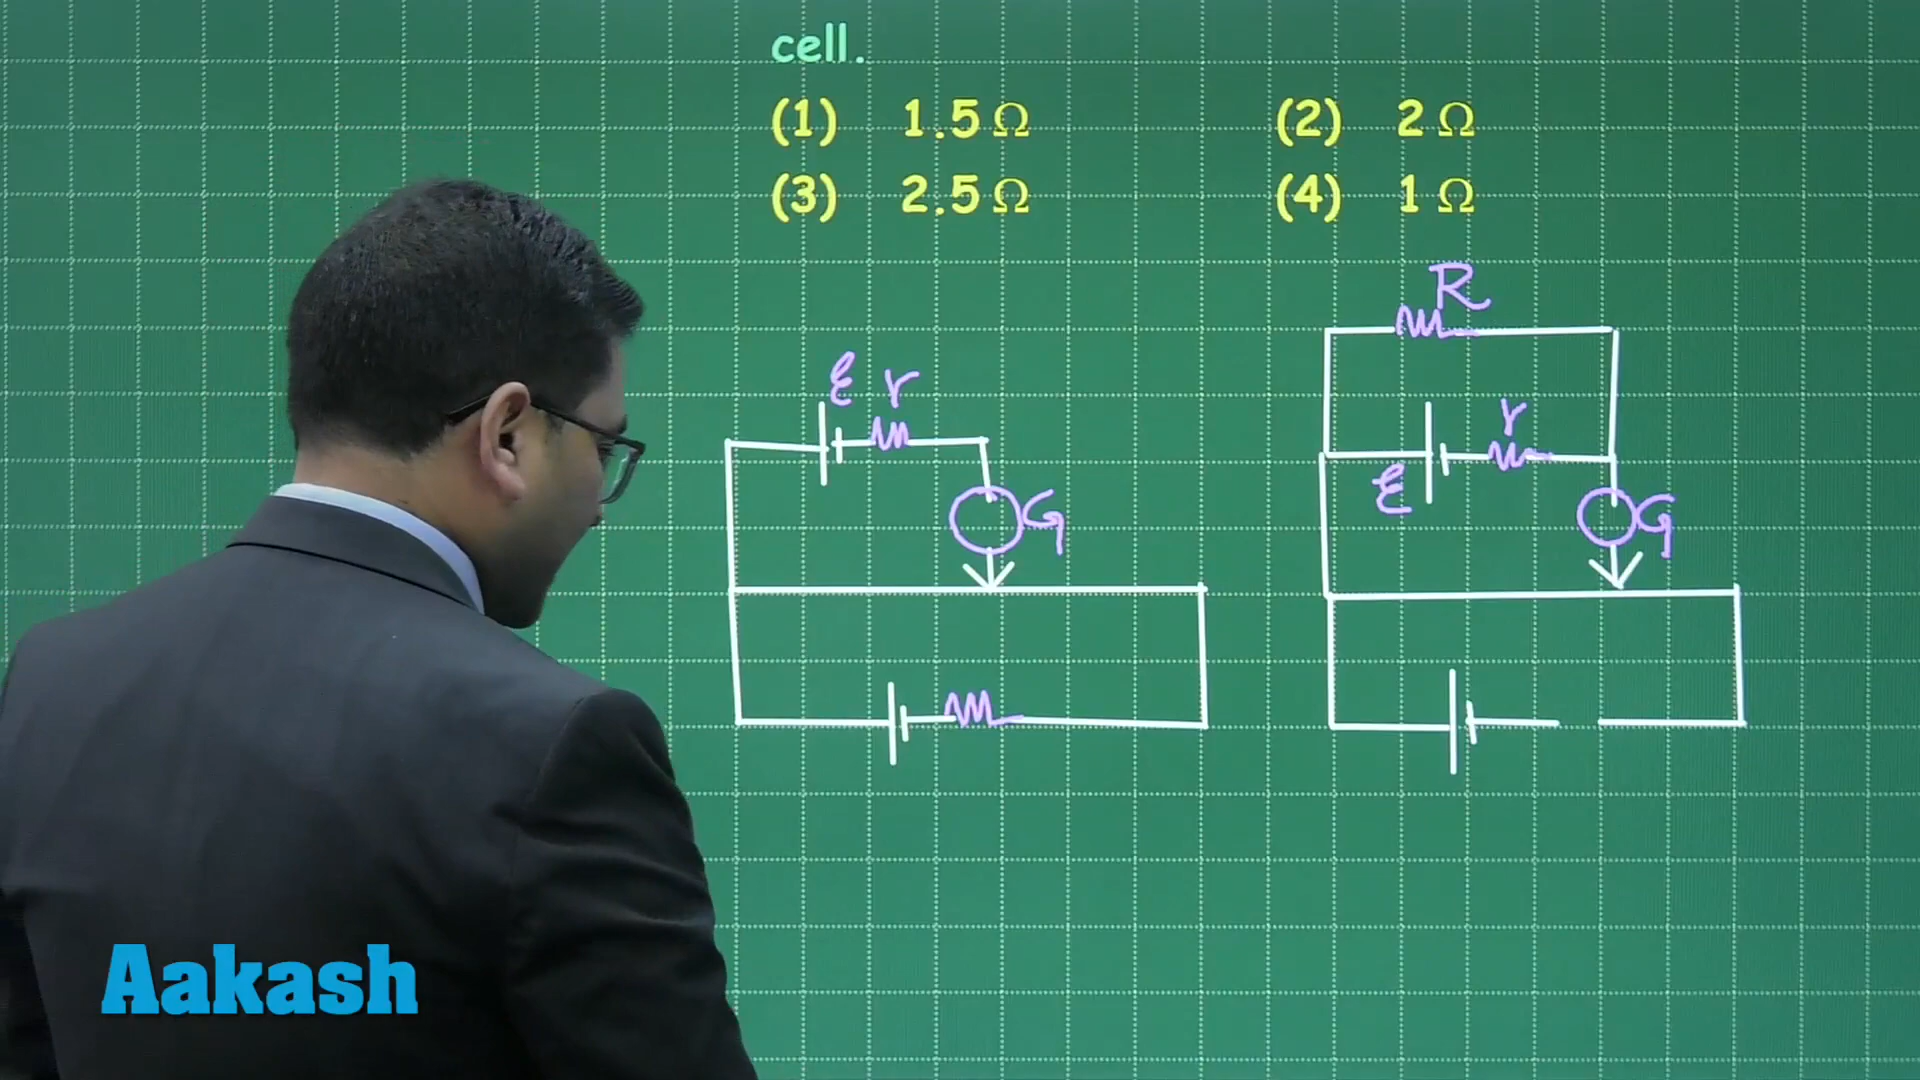 cell.
(1) 1.5 Ω (2) 2 Ω
(3) 2.5 Ω (4) 1 Ω
R
E r
r
E
G
G
Aakash